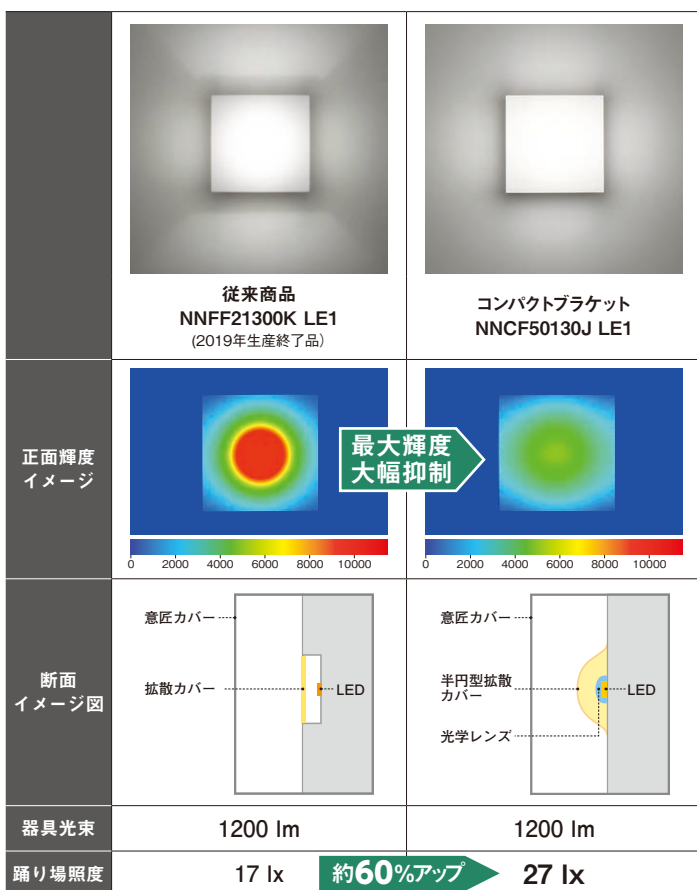 従来商品
NNFF21300K LE1
(2019年生産終了品)
コンパクトブラケット
NNCF50130J LE1
正面輝度
イメージ
最大輝度
大幅抑制
0 2000 4000 6000 8000 10000
0 2000 4000 6000 8000 10000
断面
イメージ図
意匠カバー
拡散カバー
LED
意匠カバー
半円型拡散
カバー
LED
光学レンズ
器具光束
1200 lm
1200 lm
踊り場照度
17 lx
約60%アップ
27 lx